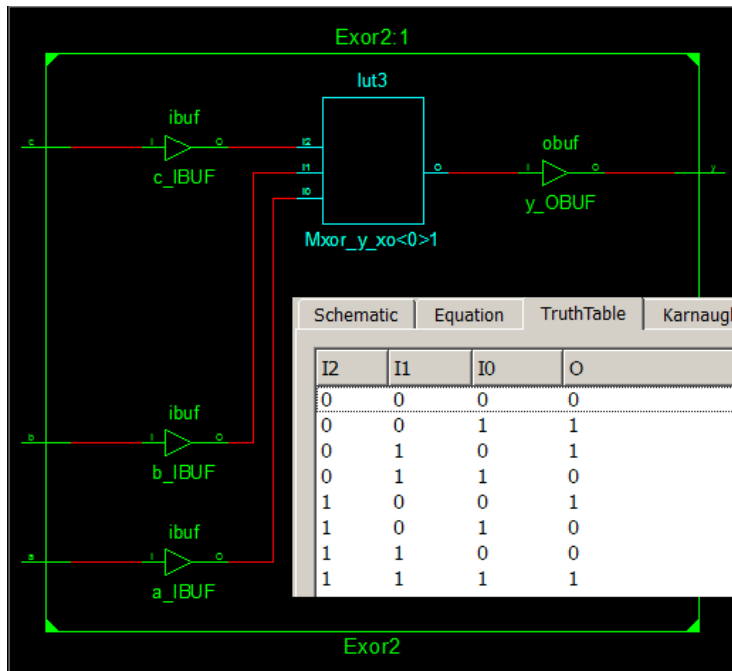 Exor2:1
lut3
ibuf
c I O
c_IBUF
I2
I1
I0
O
obuf
I O y
y_OBUF
Mxor_y_xo<0>1
Schematic Equation TruthTable Karnaugh
I2 I1 I0 O
0 0 0 0
0 0 1 1
0 1 0 1
0 1 1 0
1 0 0 1
1 0 1 0
1 1 0 0
1 1 1 1
ibuf
b I O
b_IBUF
ibuf
a I O
a_IBUF
Exor2